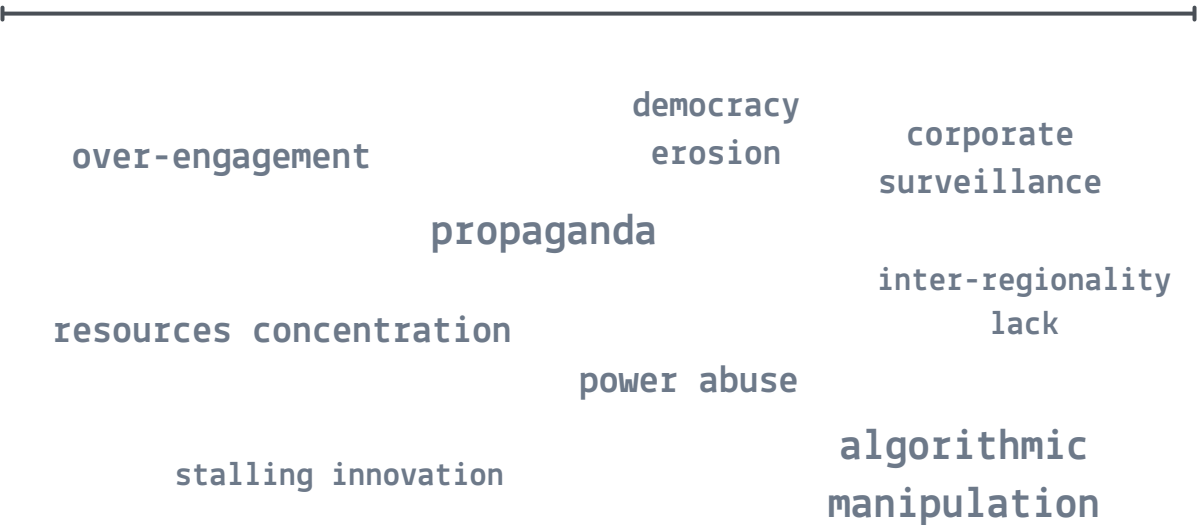 democracy
erosion
corporate
surveillance
over-engagement
propaganda
inter-regionality
lack
resources concentration
power abuse
algorithmic
manipulation
stalling innovation